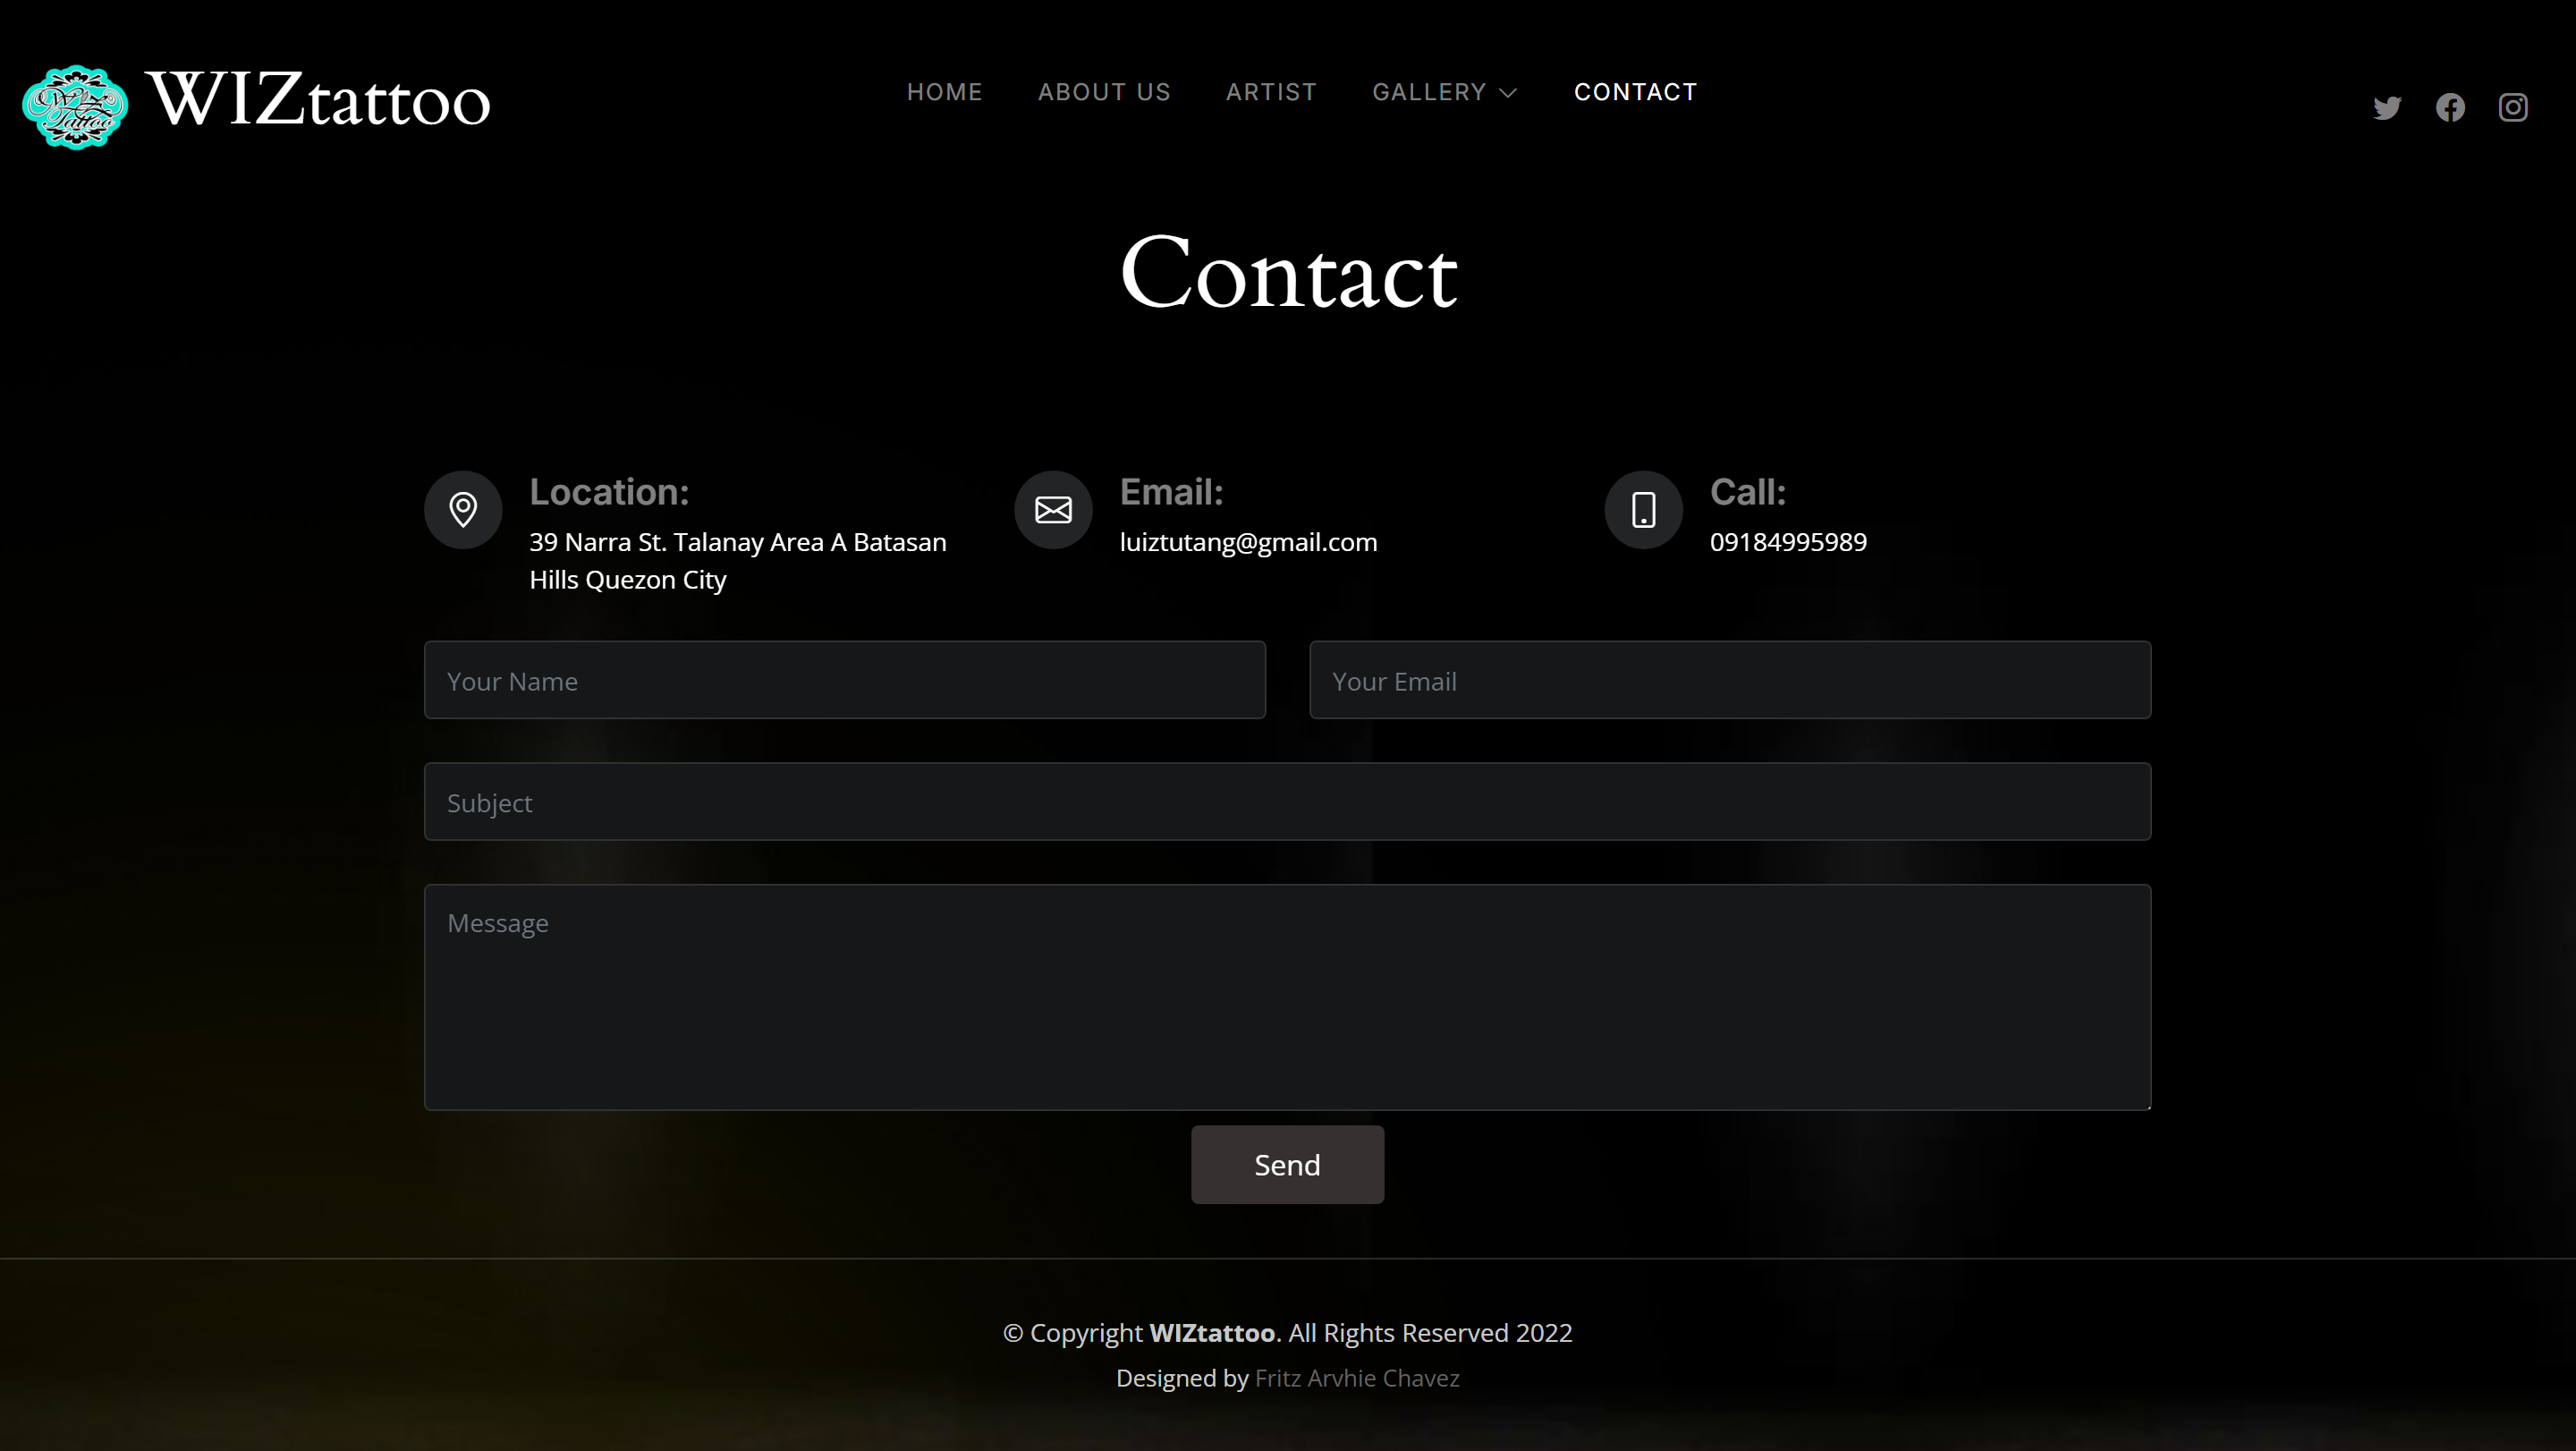 Wiz
Tattoo
WIZtattoo
HOME
ABOUT US
ARTIST
GALLERY
CONTACT
Contact
Location:
39 Narra St. Talanay Area A Batasan
Hills Quezon City
Email:
luiztutang@gmail.com
Call:
09184995989
Your Name
Your Email
Subject
Message
Send
© Copyright WIZtattoo. All Rights Reserved 2022
Designed by Fritz Arvhie Chavez